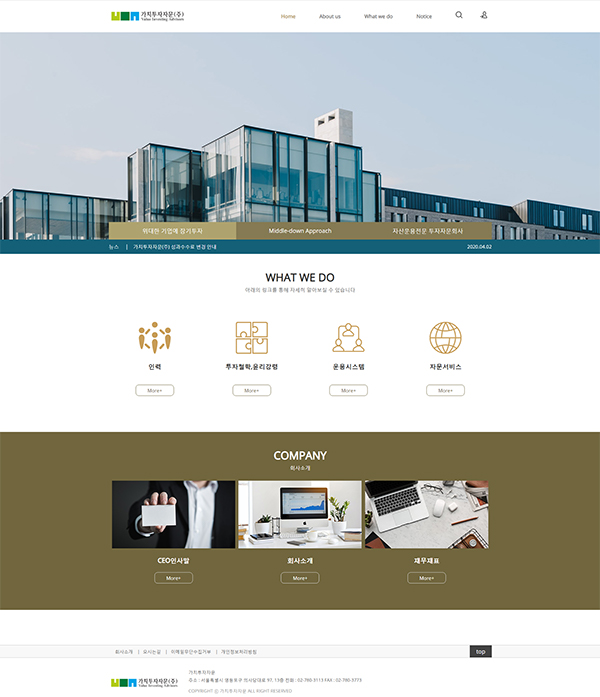 가치투자자문(주)
Value Investing Advisors
Home
About us
What we do
Notice
위대한 기업에 장기투자
Middle-down Approach
자산운용전문 투자자문회사
뉴스 | 가치투자자문(주) 성과수수료 변경 안내
2020.04.02
WHAT WE DO
아래의 링크를 통해 자세히 알아보실 수 있습니다
인력
투자철학,윤리강령
운용시스템
자문서비스
More+
More+
More+
More+
COMPANY
회사소개
CEO인사말
회사소개
재무재표
More+
More+
More+
회사소개 | 오시는길 | 이메일무단수집거부 | 개인정보처리방침
top
가치투자자문(주)
Value Investing Advisors
가치투자자문
주소 : 서울특별시 영등포구 의사당대로 97, 13층 전화 : 02-780-3113 FAX : 02-780-3773
COPYRIGHT ⓒ 가치투자자문 ALL RIGHT RESERVED